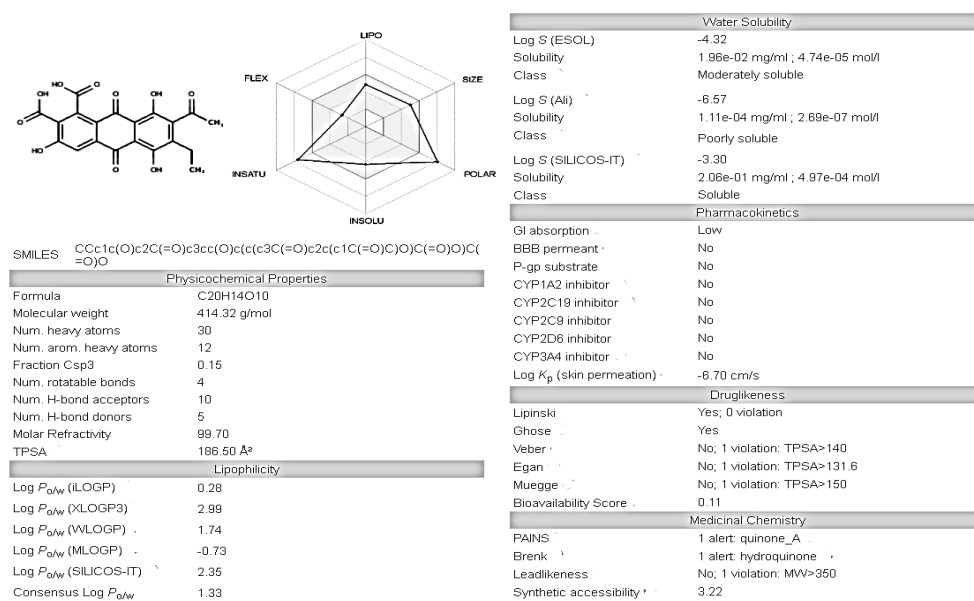 LIPO
FLEX
SIZE
INSATU
POLAR
INSOLU
HO
O
OH
O
O
OH
O
OH
CH₃
O
HO
O
OH
CH₃
SMILES CCc1c(O)c2C(=O)c3cc(O)c(c(c3C(=O)c2c(c1C(=O)C)O)C(=O)O)C(
=O)O
Physicochemical Properties
Formula C20H14O10
Molecular weight 414.32 g/mol
Num. heavy atoms 30
Num. arom. heavy atoms 12
Fraction Csp3 0.15
Num. rotatable bonds 4
Num. H-bond acceptors 10
Num. H-bond donors 5
Molar Refractivity 99.70
TPSA 186.50 Å²
Lipophilicity
Log Po/w (iLOGP) 0.28
Log Po/w (XLOGP3) 2.99
Log Po/w (WLOGP) 1.74
Log Po/w (MLOGP) -0.73
Log Po/w (SILICOS-IT) 2.35
Consensus Log Po/w 1.33
Water Solubility
Log S (ESOL) -4.32
Solubility 1.96e-02 mg/ml ; 4.74e-05 mol/l
Class Moderately soluble
Log S (Ali) -6.57
Solubility 1.11e-04 mg/ml ; 2.69e-07 mol/l
Class Poorly soluble
Log S (SILICOS-IT) -3.30
Solubility 2.06e-01 mg/ml ; 4.97e-04 mol/l
Class Soluble
Pharmacokinetics
GI absorption Low
BBB permeant No
P-gp substrate No
CYP1A2 inhibitor No
CYP2C19 inhibitor No
CYP2C9 inhibitor No
CYP2D6 inhibitor No
CYP3A4 inhibitor No
Log Kp (skin permeation) -6.70 cm/s
Druglikeness
Lipinski Yes; 0 violation
Ghose Yes
Veber No; 1 violation: TPSA>140
Egan No; 1 violation: TPSA>131.6
Muegge No; 1 violation: TPSA>150
Bioavailability Score 0.11
Medicinal Chemistry
PAINS 1 alert: quinone_A
Brenk 1 alert: hydroquinone
Leadlikeness No; 1 violation: MW>350
Synthetic accessibility 3.22